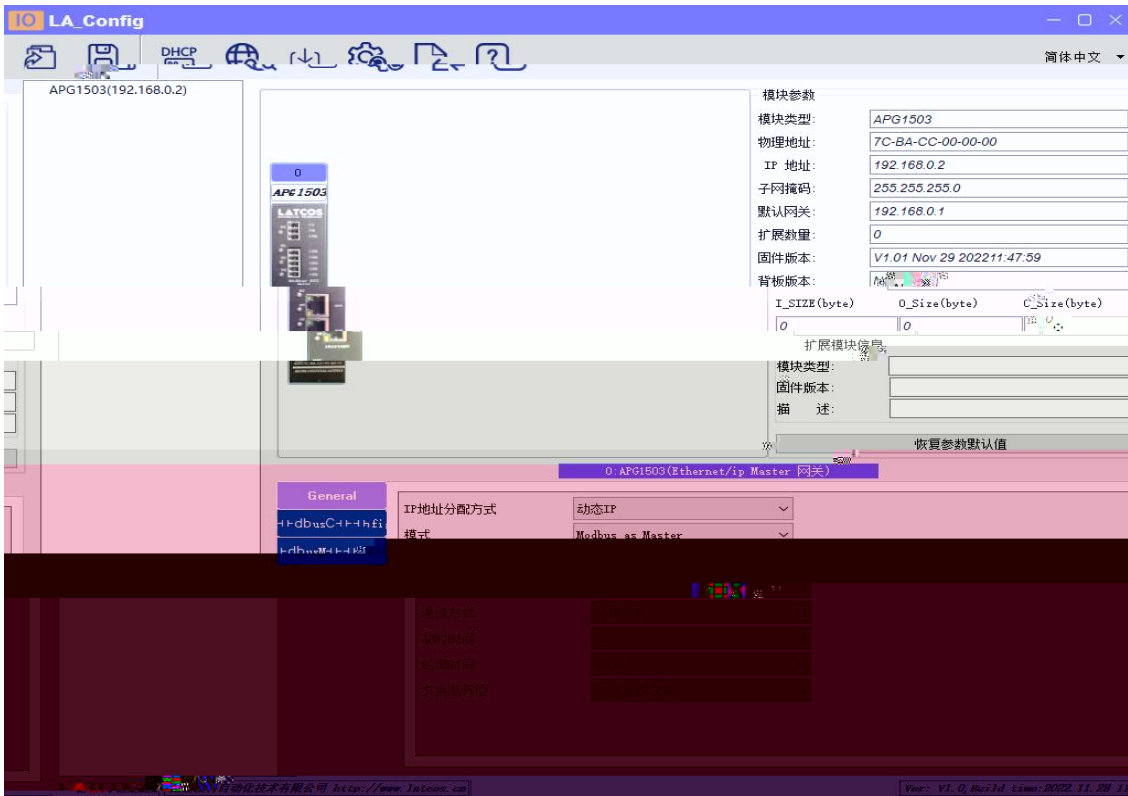 IO LA_Config
DHCP
简体中文
APG1503(192.168.0.2)
0
APG1503
LATCOS
模块参数
模块类型: APG1503
物理地址: 7C-BA-CC-00-00-00
IP 地址: 192.168.0.2
子网掩码: 255.255.255.0
默认网关: 192.168.0.1
扩展数量: 0
固件版本: V1.01 Nov 29 202211:47:59
背板版本:
I_SIZE(byte) O_Size(byte) C_Size(byte)
0 0
扩展模块信息
模块类型:
固件版本:
描 述:
恢复参数默认值
0:APG1503(Ethernet/ip Master 网关)
General
IP地址分配方式 动态IP
模式 Modbus as Master
自动化技术有限公司 http://www.latcos.cn
Ver: V1.0,Build time:2022.11.28